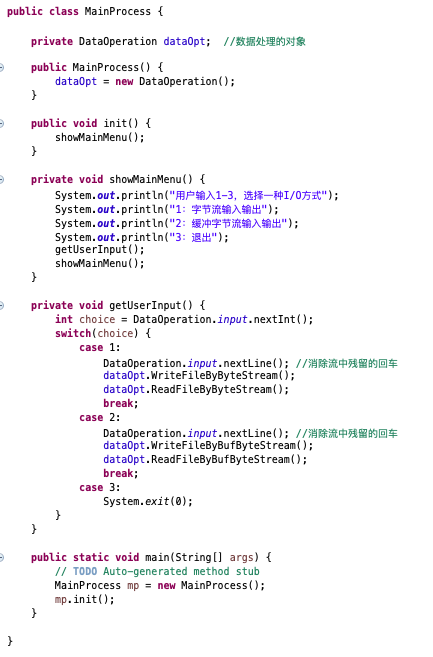 public class MainProcess {
private DataOperation dataOpt; //数据处理的对象
public MainProcess() {
dataOpt = new DataOperation();
}
public void init() {
showMainMenu();
}
private void showMainMenu() {
System.out.println("用户输入1-3, 选择一种I/O方式");
System.out.println("1: 字节流输入输出");
System.out.println("2: 缓冲字节流输入输出");
System.out.println("3: 退出");
getUserInput();
showMainMenu();
}
private void getUserInput() {
int choice = DataOperation.input.nextInt();
switch(choice) {
case 1:
DataOperation.input.nextLine(); //消除流中残留的回车
dataOpt.WriteFileByByteStream();
dataOpt.ReadFileByByteStream();
break;
case 2:
DataOperation.input.nextLine(); //消除流中残留的回车
dataOpt.WriteFileByBufByteStream();
dataOpt.ReadFileByBufByteStream();
break;
case 3:
System.exit(0);
}
}
public static void main(String[] args) {
// TODO Auto-generated method stub
MainProcess mp = new MainProcess();
mp.init();
}
}